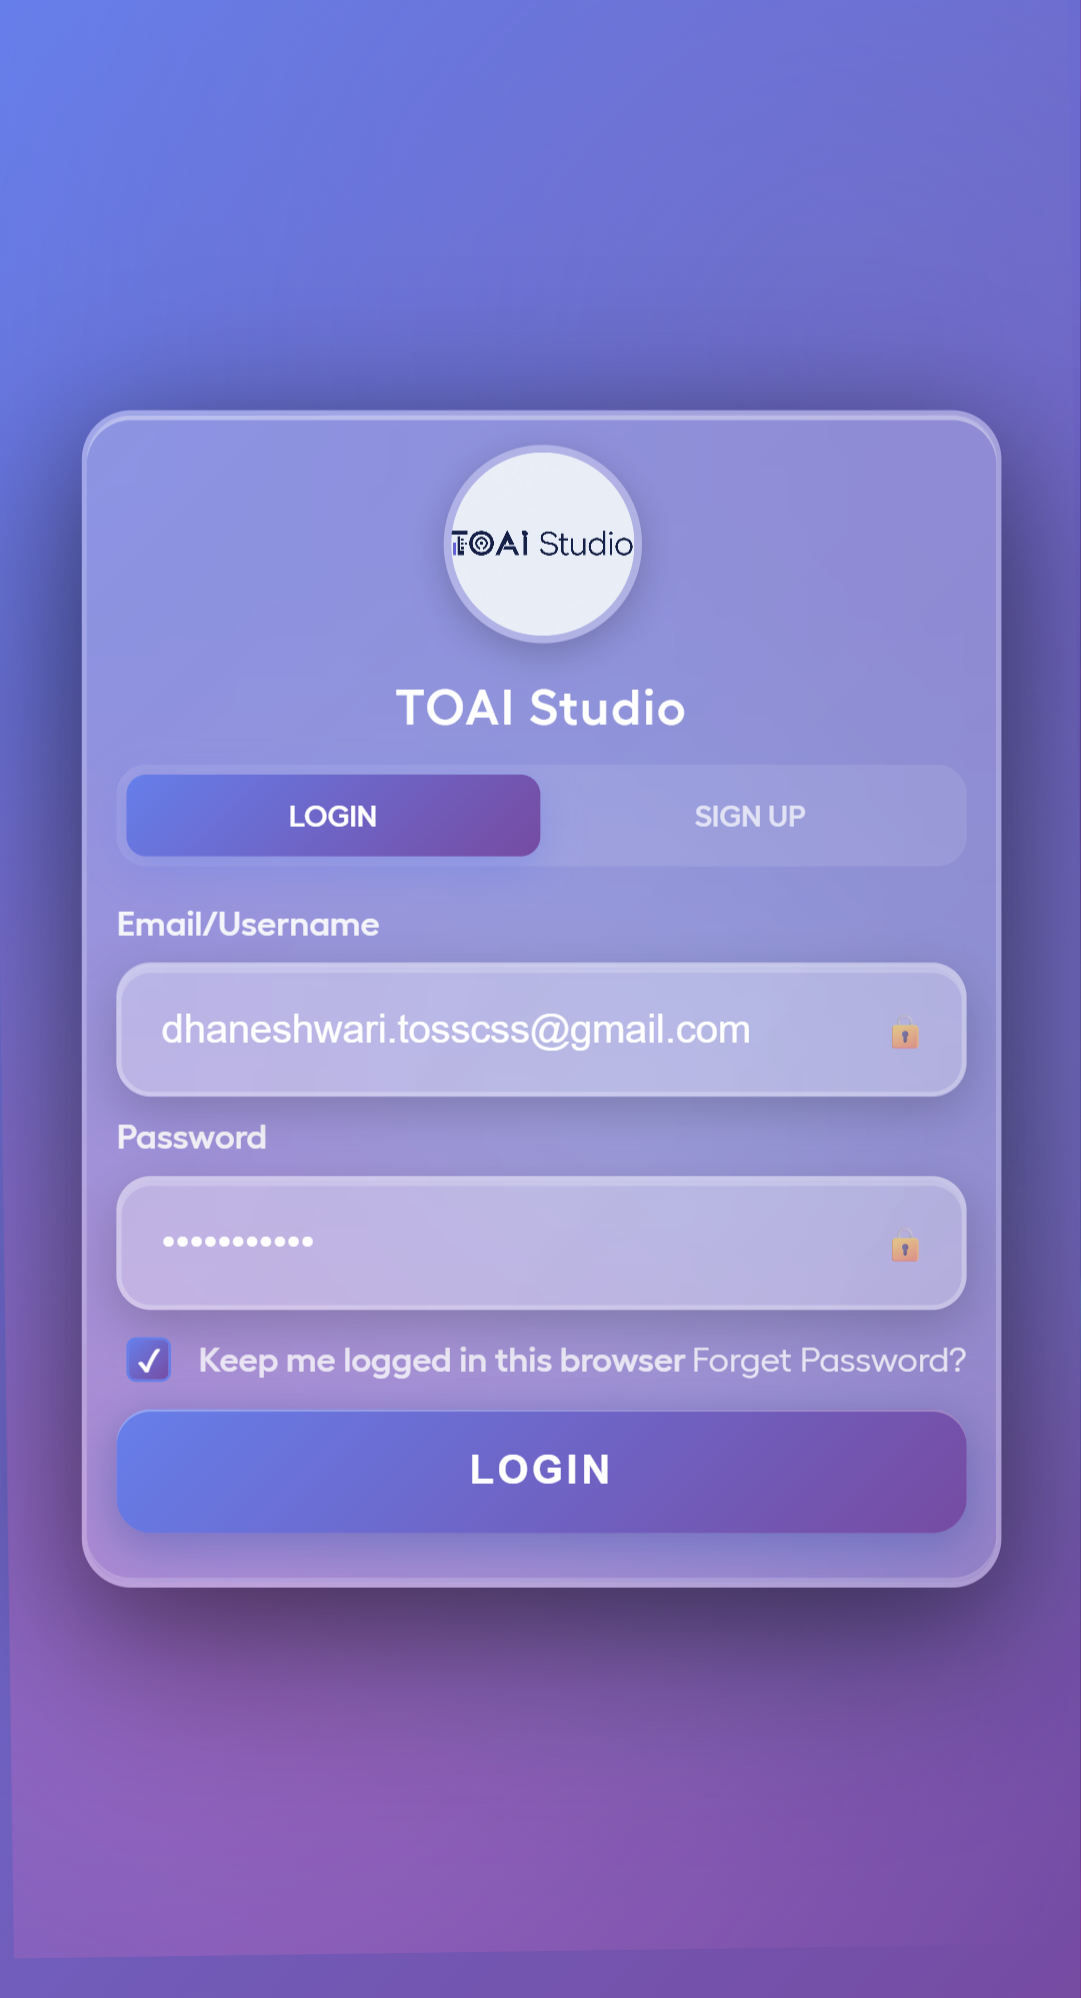 TOAI Studio
TOAI Studio
LOGIN SIGN UP
Email/Username
dhaneshwari.tosscss@gmail.com
Password
•••••••••••
Keep me logged in this browser Forget Password?
LOGIN